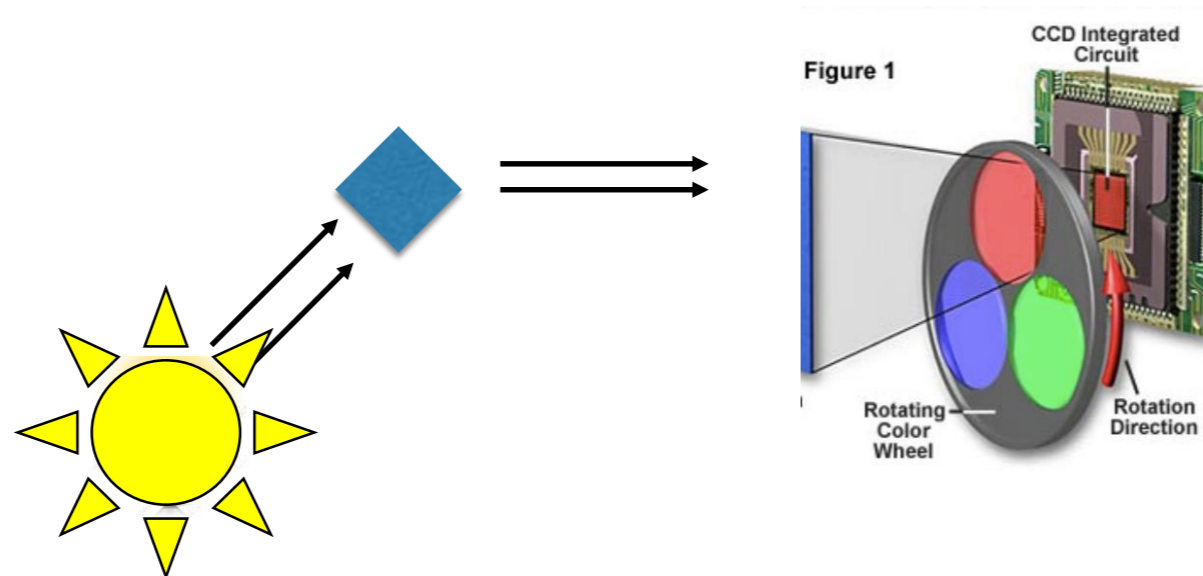 CCD Integrated
Circuit
Figure 1
Rotating
Color
Wheel
Rotation
Direction